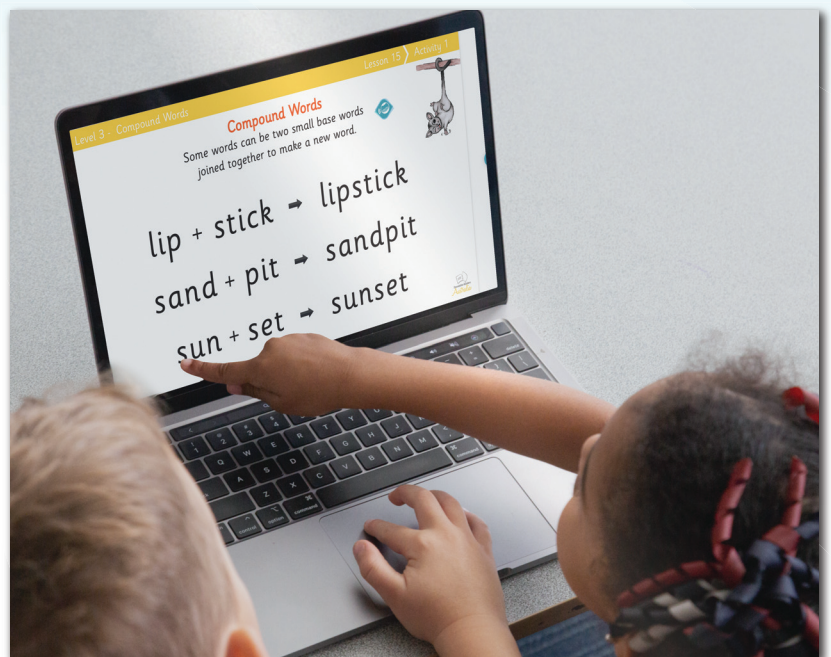 Level 3 - Compound Words
Lesson 15 Activity 1
Compound Words
Some words can be two small base words
joined together to make a new word.
lip + stick ➡ lipstick
sand + pit ➡ sandpit
sun + set ➡ sunset
command